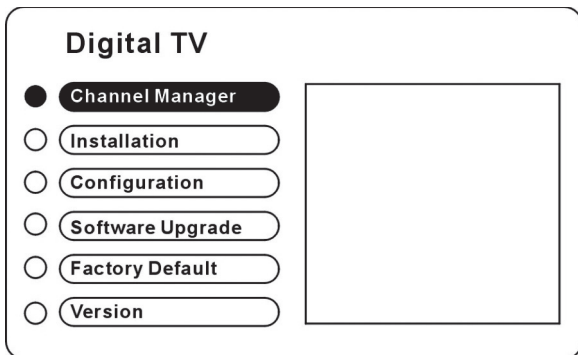 Digital TV
Channel Manager
Installation
Configuration
Software Upgrade
Factory Default
Version